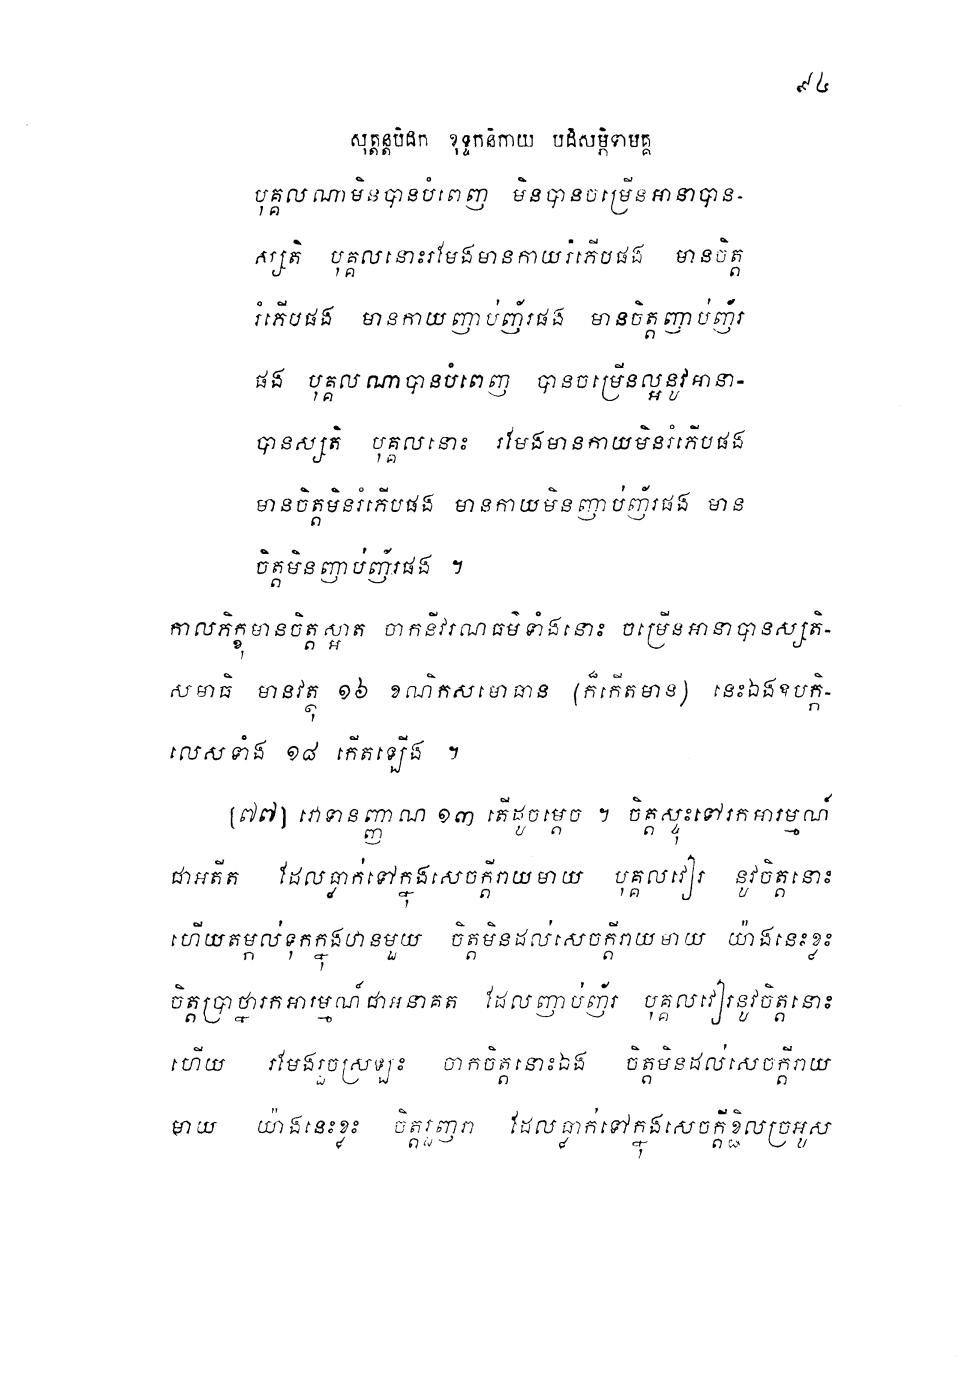 ៩៤
សុត្តន្តបិដក ខុទ្ទកនិកាយ បដិសម្ភិទាមគ្គ
បុគ្គលណាមិនបានបំពេញ មិនបានចម្រើនអានាបាន-
ស្សតិ បុគ្គលនោះរមែងមានកាយរំភើបផង មានចិត្ត
រំភើបផង មានកាយញាប់ញ័រផង មានចិត្តញាប់ញ័រ
ផង បុគ្គលណាបានបំពេញ បានចម្រើនល្អនូវអានា-
បានស្សតិ បុគ្គលនោះ រមែងមានកាយមិនរំភើបផង
មានចិត្តមិនរំភើបផង មានកាយមិនញាប់ញ័រផង មាន
ចិត្តមិនញាប់ញ័រផង ។
កាលភិក្ខុមានចិត្តស្អាត ចាកនីវរណធម៌ទាំងនោះ ចម្រើនអានាបានស្សតិ-
សមាធិ មានវត្ថុ ១៦ ខណិកសមោធាន (ក៏កើតមាន) នេះឯងឧបក្កិ-
លេសទាំង ១៨ កើតឡើង ។
[៧៧] វោទានញ្ញាណ ១៣ តើដូចម្តេច ។ ចិត្តស្ទុះទៅរកអារម្មណ៍
ជាអតីត ដែលធ្លាក់ទៅក្នុងសេចក្តីរាយមាយ បុគ្គលវៀរ នូវចិត្តនោះ
ហើយតម្កល់ទុកក្នុងឋានមួយ ចិត្តមិនដល់សេចក្តីរាយមាយ យ៉ាងនេះខ្លះ
ចិត្តប្រាថ្នារកអារម្មណ៍ជាអនាគត ដែលញាប់ញ័រ បុគ្គលវៀរនូវចិត្តនោះ
ហើយ រមែងរួចស្រឡះ ចាកចិត្តនោះឯង ចិត្តមិនដល់សេចក្តីរាយ
មាយ យ៉ាងនេះខ្លះ ចិត្តរួញរា ដែលធ្លាក់ទៅក្នុងសេចក្តីខ្ជិលច្រអូស